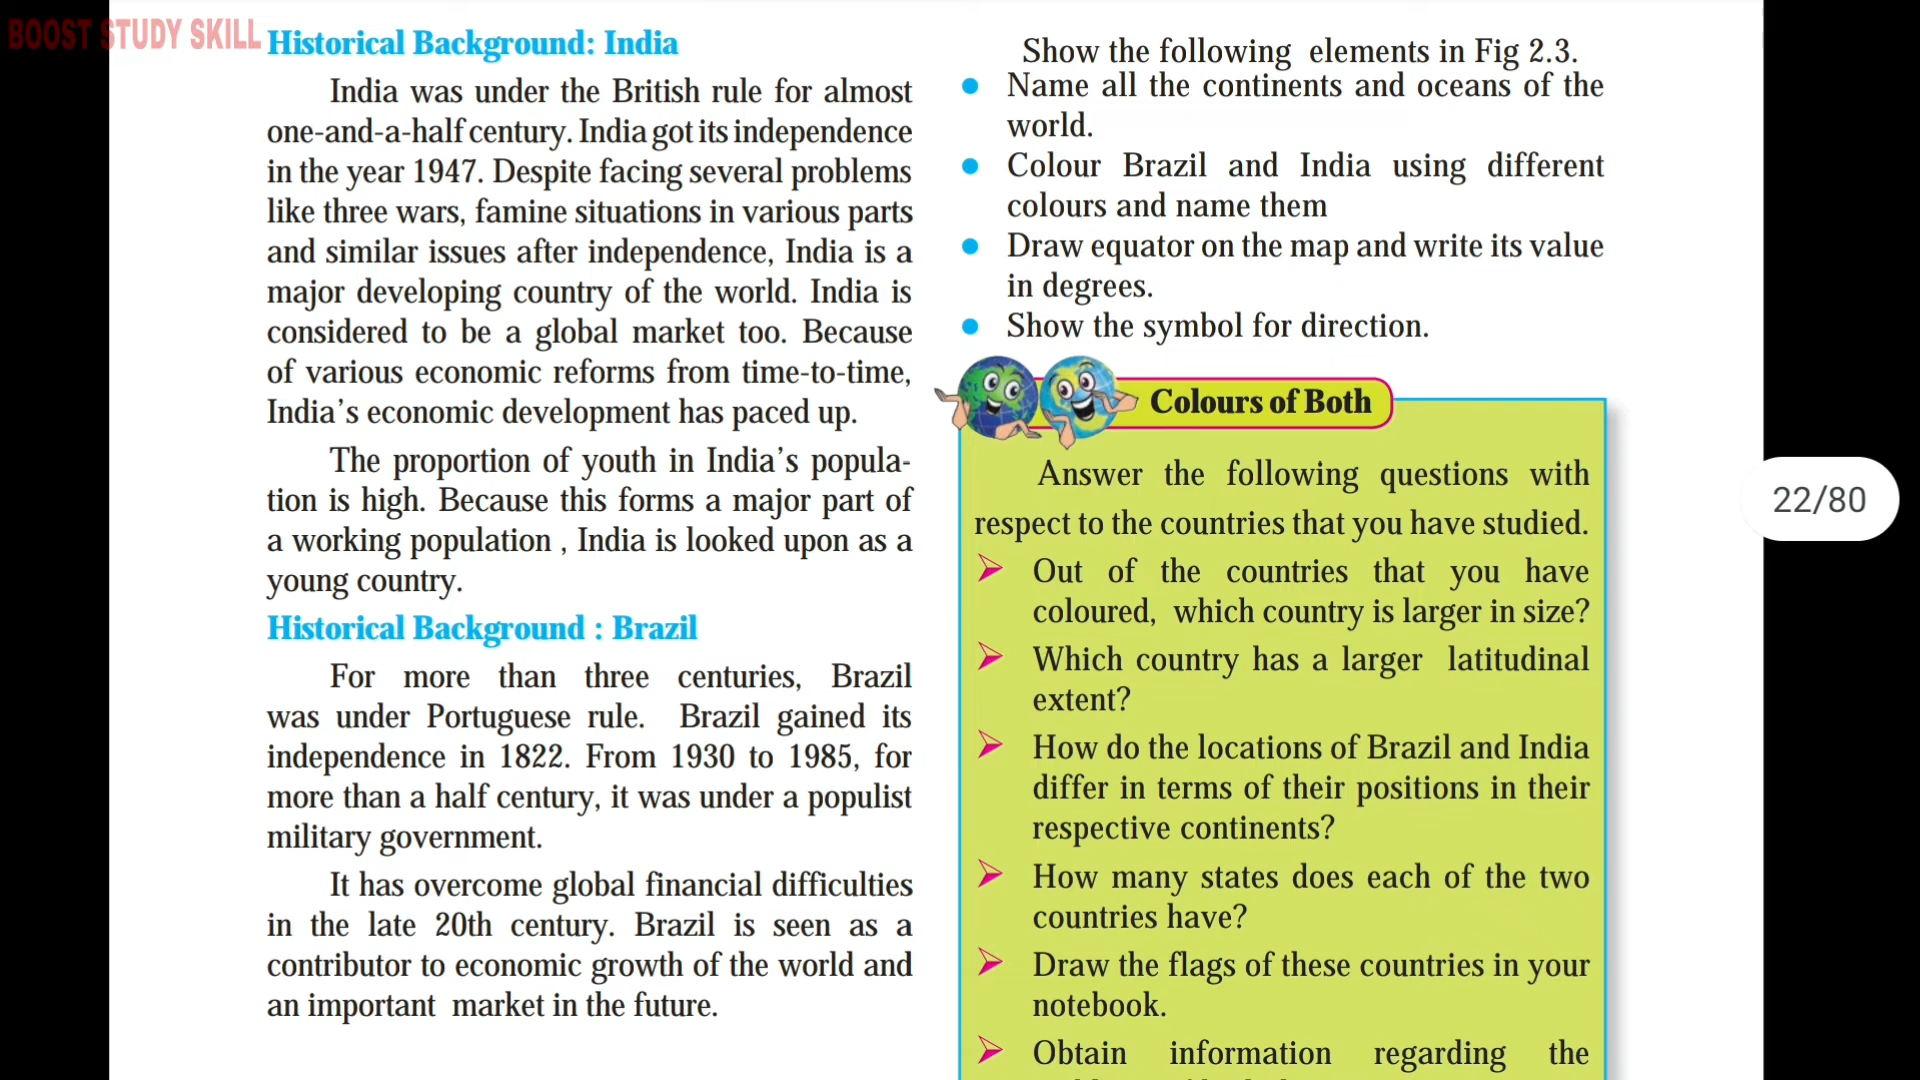 BOOST STUDY SKILL
Historical Background: India
India was under the British rule for almost
one-and-a-half century. India got its independence
in the year 1947. Despite facing several problems
like three wars, famine situations in various parts
and similar issues after independence, India is a
major developing country of the world. India is
considered to be a global market too. Because
of various economic reforms from time-to-time,
India's economic development has paced up.
The proportion of youth in India's popula-
tion is high. Because this forms a major part of
a working population , India is looked upon as a
young country.
Historical Background : Brazil
For more than three centuries, Brazil
was under Portuguese rule. Brazil gained its
independence in 1822. From 1930 to 1985, for
more than a half century, it was under a populist
military government.
It has overcome global financial difficulties
in the late 20th century. Brazil is seen as a
contributor to economic growth of the world and
an important market in the future.
Show the following elements in Fig 2.3.
Name all the continents and oceans of the
world.
Colour Brazil and India using different
colours and name them
Draw equator on the map and write its value
in degrees.
Show the symbol for direction.
Colours of Both
Answer the following questions with
respect to the countries that you have studied.
Out of the countries that you have
coloured, which country is larger in size?
Which country has a larger latitudinal
extent?
How do the locations of Brazil and India
differ in terms of their positions in their
respective continents?
How many states does each of the two
countries have?
Draw the flags of these countries in your
notebook.
Obtain information regarding the
22/80